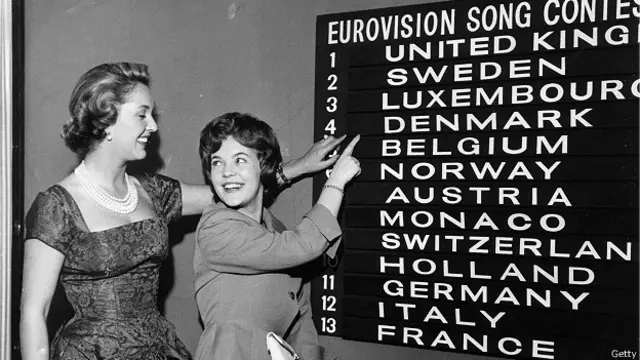 EUROVISION SONG CONTES
1 UNITED KING
2 SWEDEN
3 LUXEMBOURG
4 DENMARK
BELGIUM
NORWAY
AUSTRIA
MONACO
SWITZERLAN
HOLLAND
11 GERMANY
12 ITALY
13 FRANCE
Getty